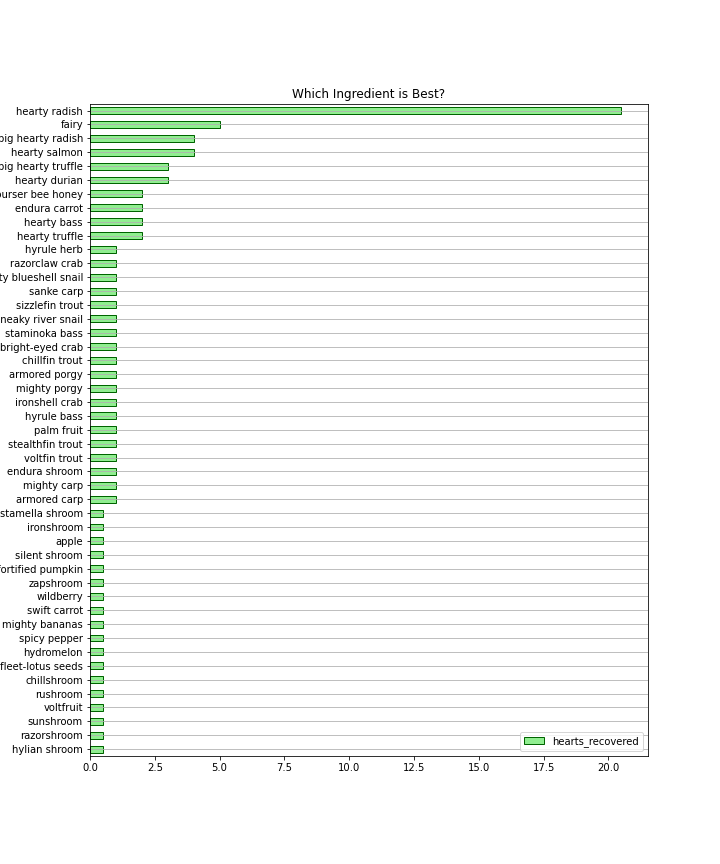 Which Ingredient is Best?
hearty radish
fairy
big hearty radish
hearty salmon
big hearty truffle
hearty durian
urser bee honey
endura carrot
hearty bass
hearty truffle
hyrule herb
razorclaw crab
ty blueshell snail
sanke carp
sizzlefin trout
neaky river snail
staminoka bass
bright-eyed crab
chillfin trout
armored porgy
mighty porgy
ironshell crab
hyrule bass
palm fruit
stealthfin trout
voltfin trout
endura shroom
mighty carp
armored carp
stamella shroom
ironshroom
apple
silent shroom
fortified pumpkin
zapshroom
wildberry
swift carrot
mighty bananas
spicy pepper
hydromelon
fleet-lotus seeds
chillshroom
rushroom
voltfruit
sunshroom
razorshroom
hylian shroom
hearts_recovered
0.0 2.5 5.0 7.5 10.0 12.5 15.0 17.5 20.0